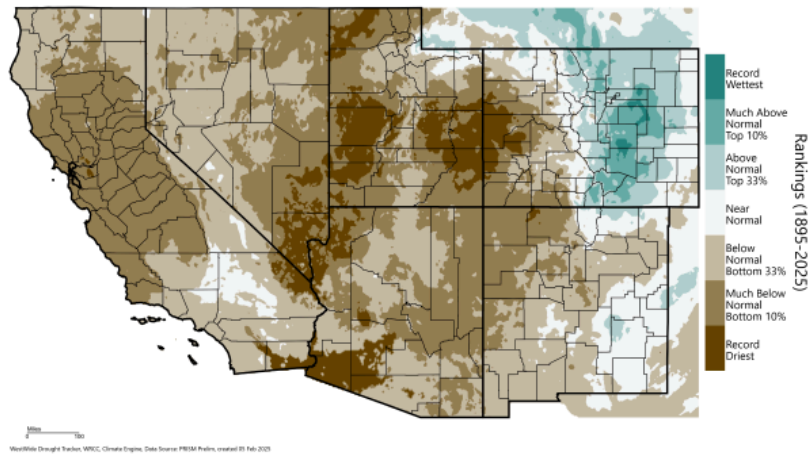 Record
Wettest
Much Above
Normal
Top 10%
Above
Normal
Top 33%
Near
Normal
Below
Normal
Bottom 33%
Much Below
Normal
Bottom 10%
Record
Driest
Rankings (1895-2025)
Miles
0 100
WestWide Drought Tracker, WRCC, Climate Engine, Data Source: PRISM Prelim, created 05 Feb 2025